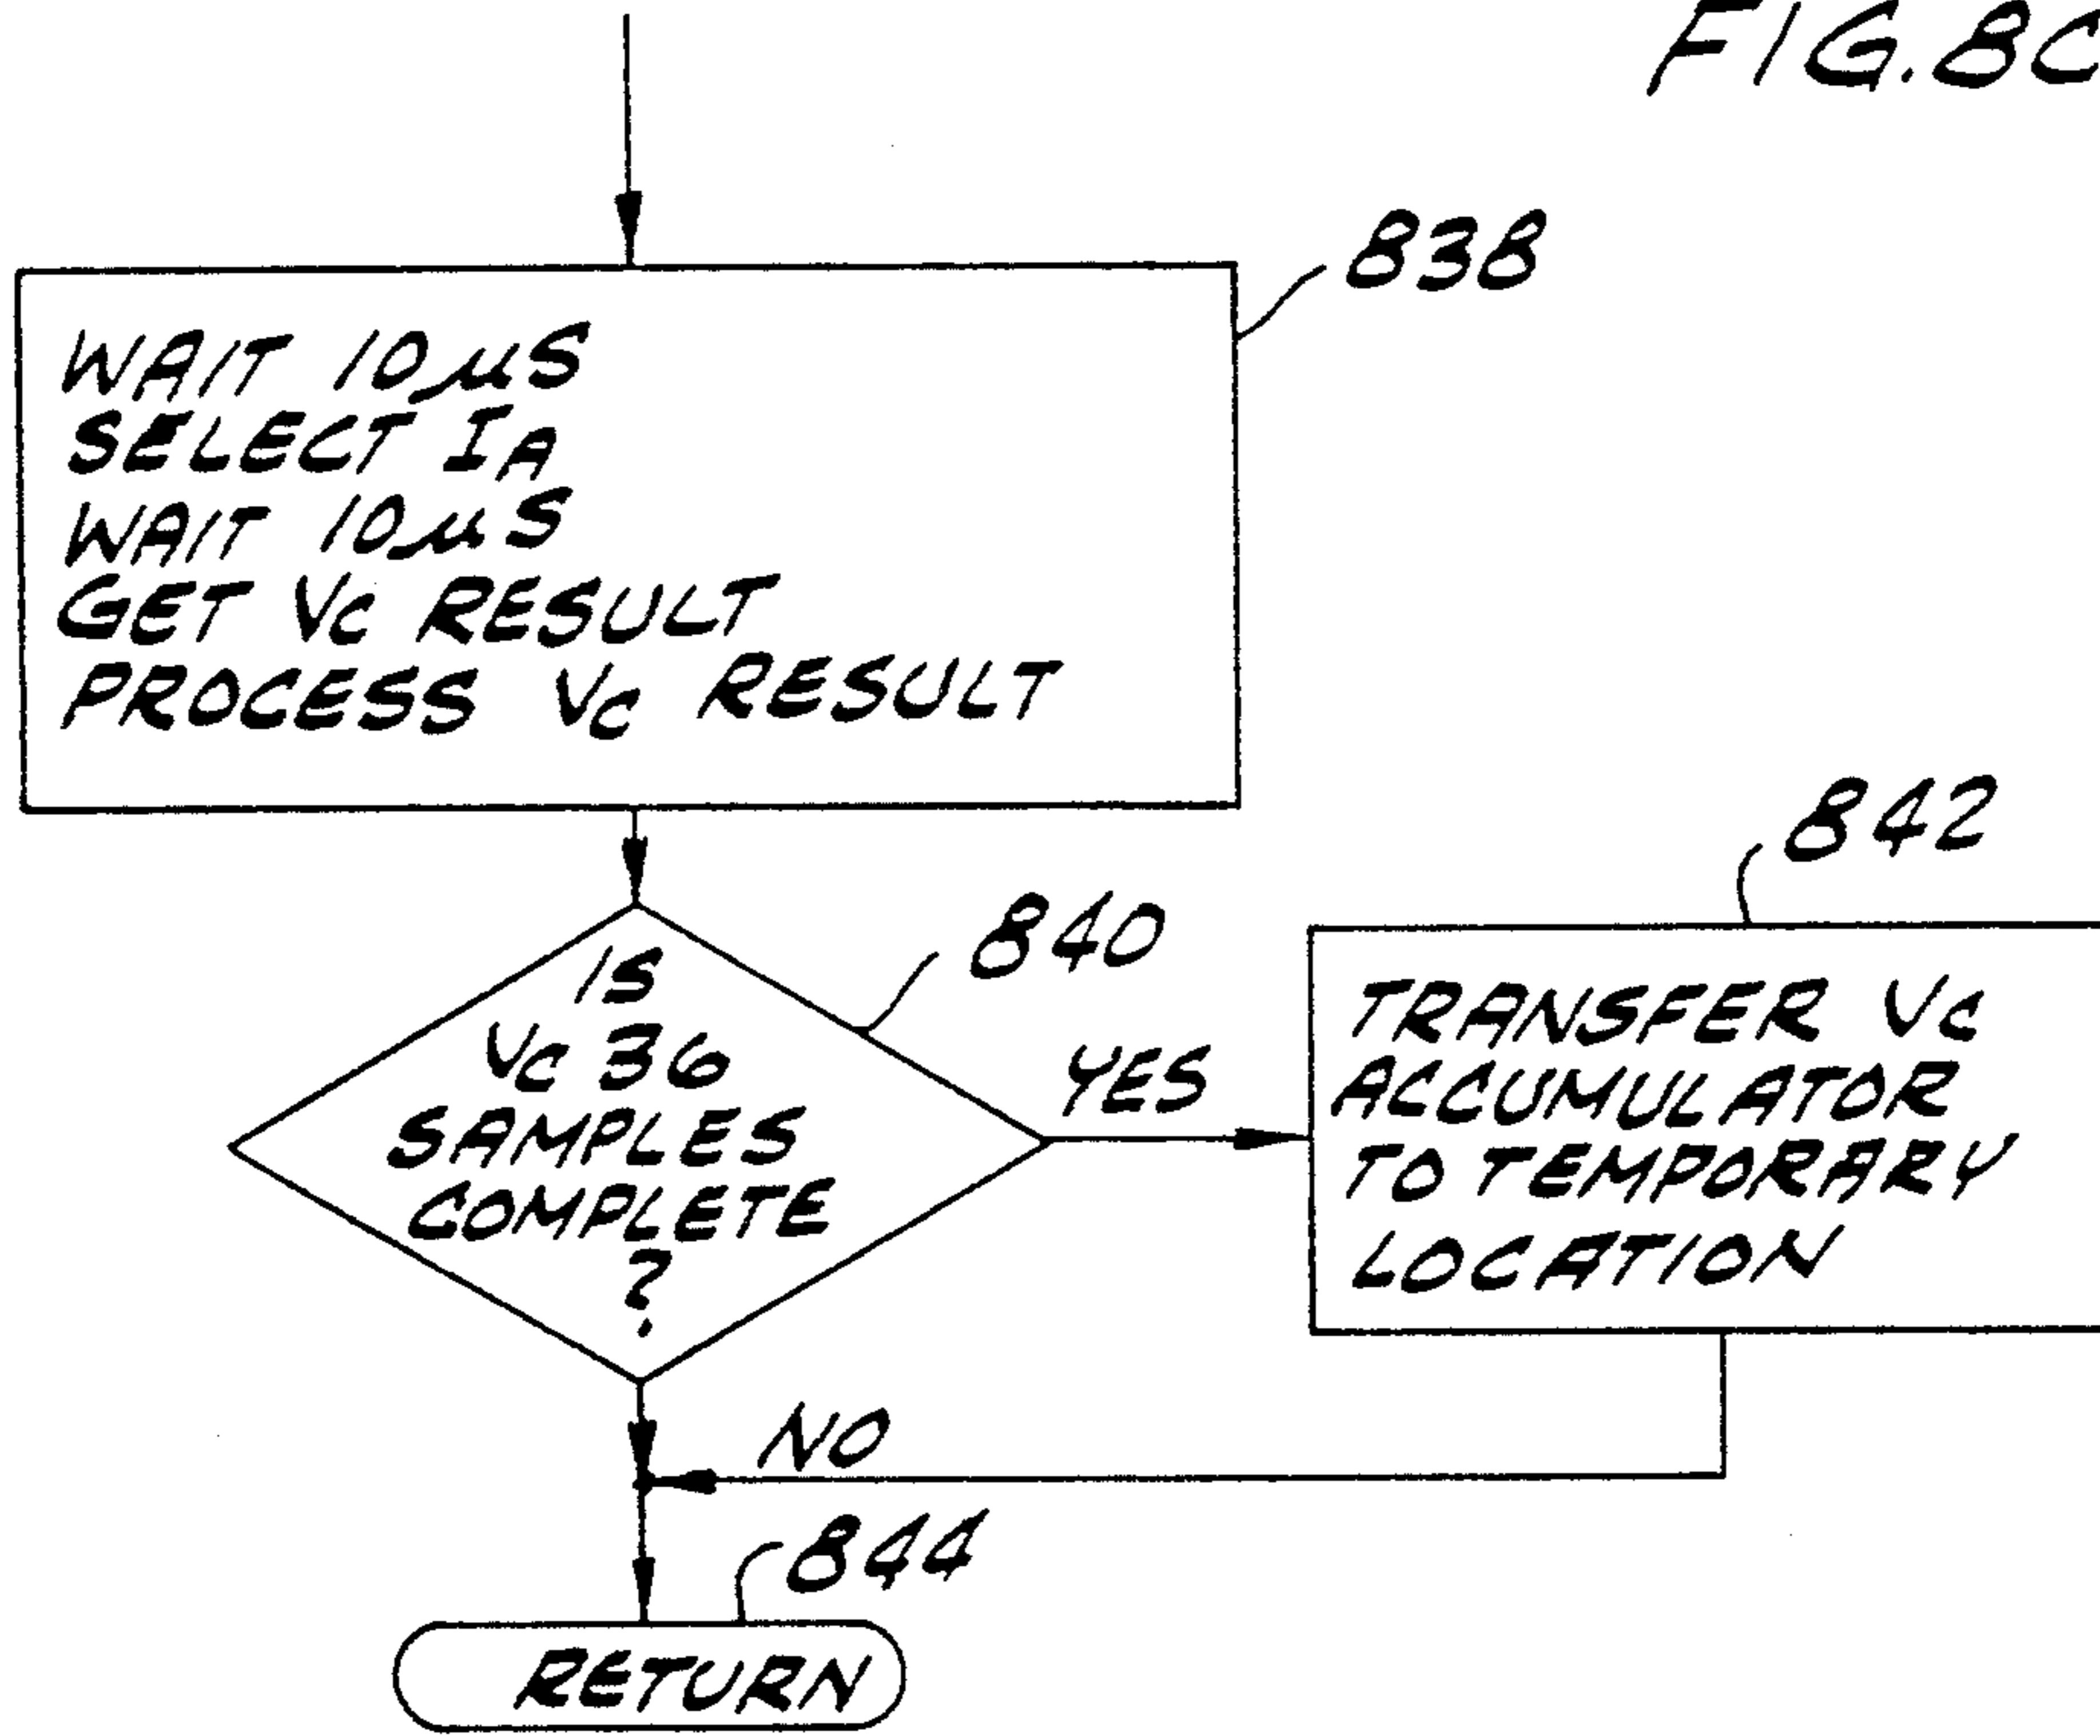 FIG.8C
838
WAIT 10μS
SELECT IA
WAIT 10μS
GET VC RESULT
PROCESS VC RESULT
842
840
IS
VC 36
SAMPLES
COMPLETE
?
YES
TRANSFER VC
ACCUMULATOR
TO TEMPORARY
LOCATION
NO
844
RETURN